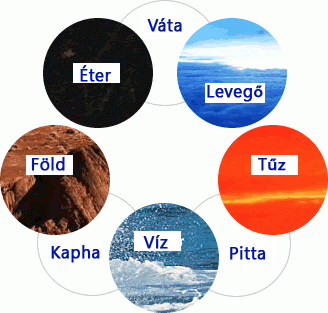 Váta
Éter
Levegő
Föld
Tűz
Kapha
Víz
Pitta